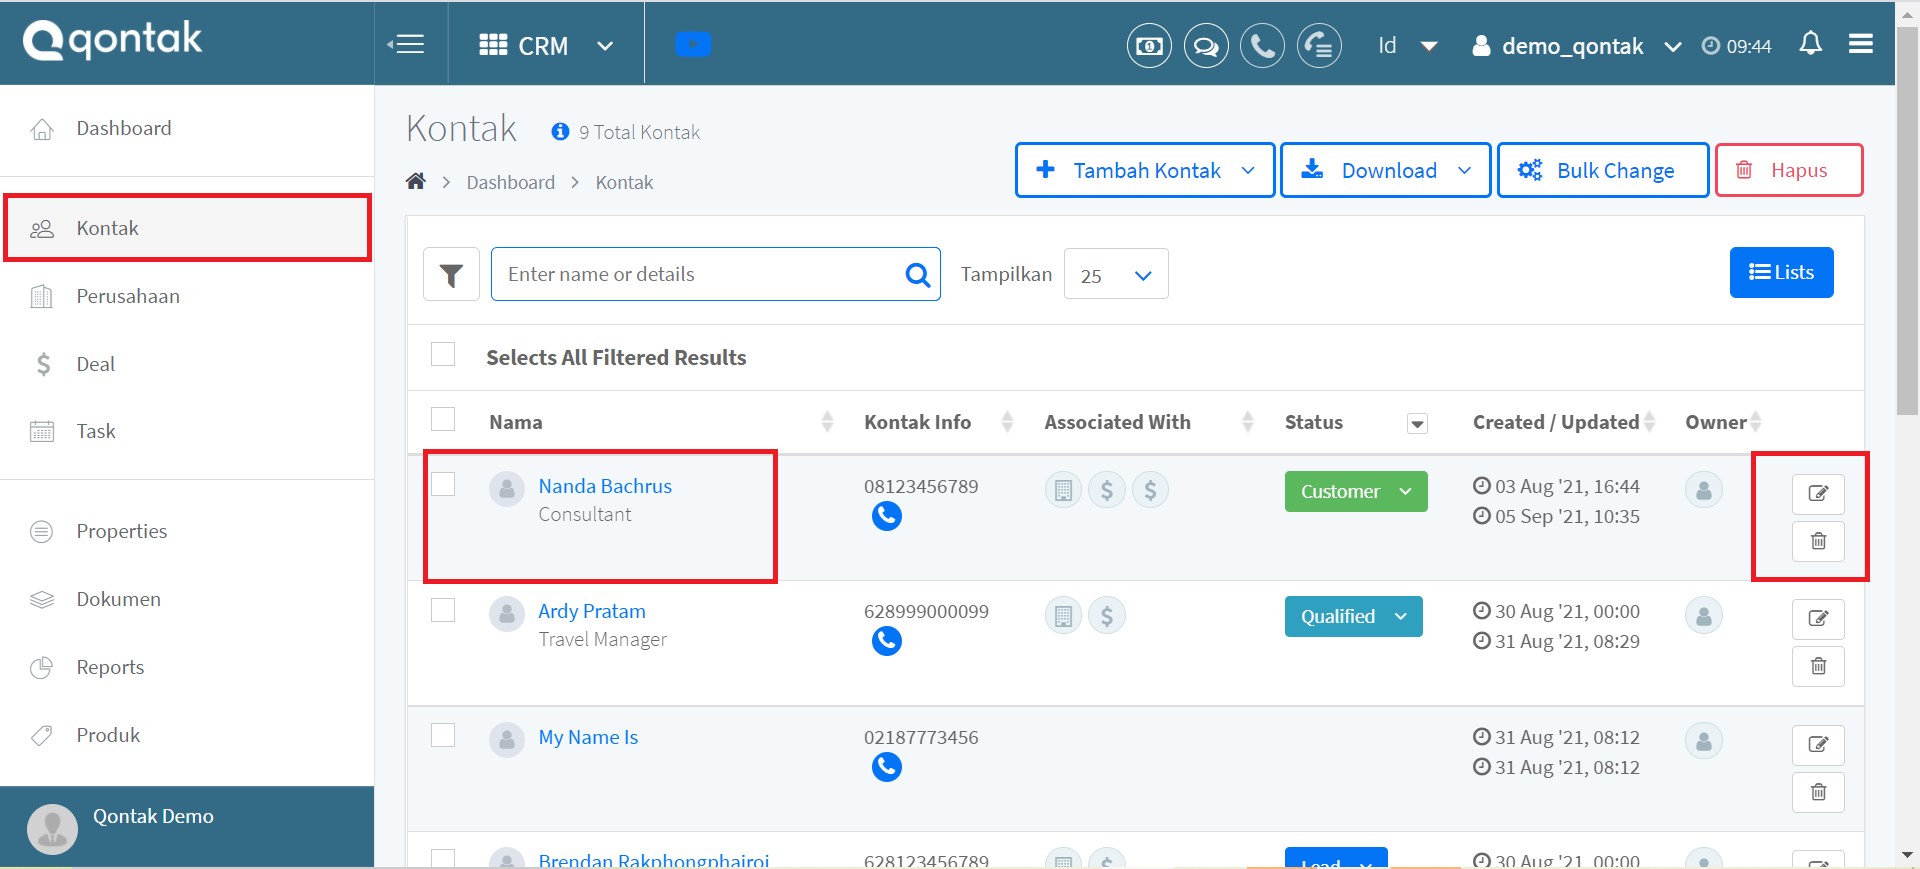 qontak
CRM
Id
demo_qontak
09:44
Dashboard
Kontak
Perusahaan
Deal
Task
Properties
Dokumen
Reports
Produk
Qontak Demo
Kontak
9 Total Kontak
Dashboard > Kontak
Tambah Kontak
Download
Bulk Change
Hapus
Enter name or details
Tampilkan
25
Lists
Selects All Filtered Results
Nama
Kontak Info
Associated With
Status
Created / Updated
Owner
Nanda Bachrus
Consultant
08123456789
Customer
03 Aug '21, 16:44
05 Sep '21, 10:35
Ardy Pratam
Travel Manager
628999000099
Qualified
30 Aug '21, 00:00
31 Aug '21, 08:29
My Name Is
02187773456
31 Aug '21, 08:12
31 Aug '21, 08:12
Brendan Rakphongphairoj
628123456789
Lead
30 Aug '21, 00:00